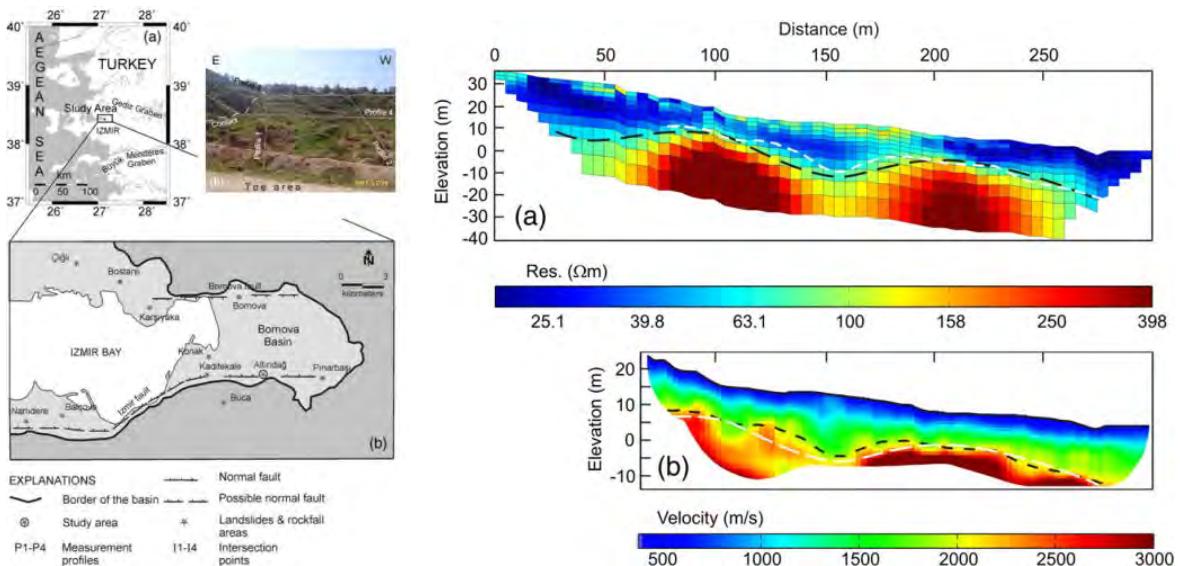 40° 26° 27° 28° 40°
(a)
A
E
G
E
A
N
S
E
A
TURKEY
39° 39°
Gediz Graben
Study Area
IZMIR
38° 38°
Büyük Menderes
Graben
km
0 50 100
37° 37°
26° 27° 28°
E W
Profile 4
Toe area
Çiğli
Bostanlı
N
0 3
kilometers
Bornova fault
Bornova
Karşıyaka
Bornova
Basin
IZMIR BAY
Konak
Kadifekale
Altındağ
Pınarbaşı
Izmir fault
Buca
Narlıdere
Balçova
(b)
EXPLANATIONS
Border of the basin
Study area
P1-P4 Measurement
profiles
Normal fault
Possible normal fault
Landslides & rockfall
areas
I1-I4 Intersection
points
Distance (m)
0 50 100 150 200 250
Elevation (m)
30
20
10
0
-10
-20
-30
-40
(a)
Res. (Ωm)
25.1 39.8 63.1 100 158 250 398
Elevation (m)
20
10
0
-10
(b)
Velocity (m/s)
500 1000 1500 2000 2500 3000